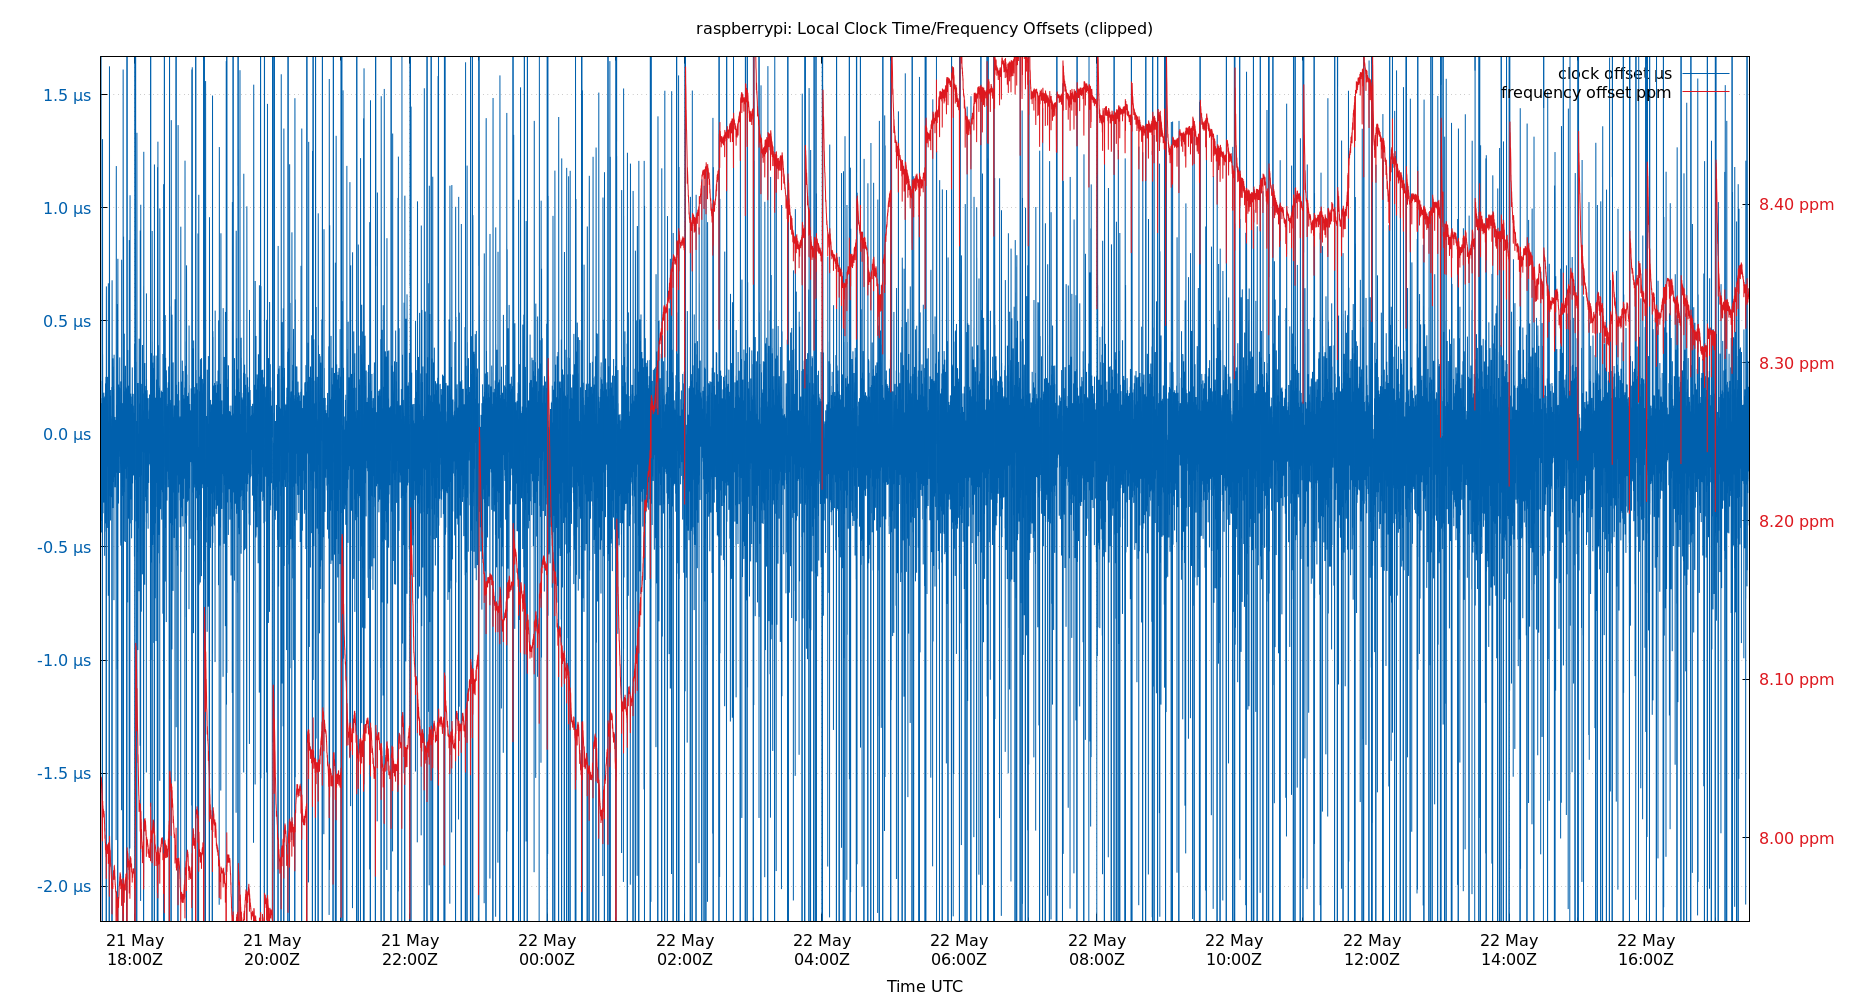 raspberrypi: Local Clock Time/Frequency Offsets (clipped)
clock offset µs
frequency offset ppm
1.5 µs
1.0 µs
0.5 µs
0.0 µs
-0.5 µs
-1.0 µs
-1.5 µs
-2.0 µs
8.40 ppm
8.30 ppm
8.20 ppm
8.10 ppm
8.00 ppm
21 May 21 May 21 May 22 May 22 May 22 May 22 May 22 May 22 May 22 May 22 May 22 May
18:00Z 20:00Z 22:00Z 00:00Z 02:00Z 04:00Z 06:00Z 08:00Z 10:00Z 12:00Z 14:00Z 16:00Z
Time UTC